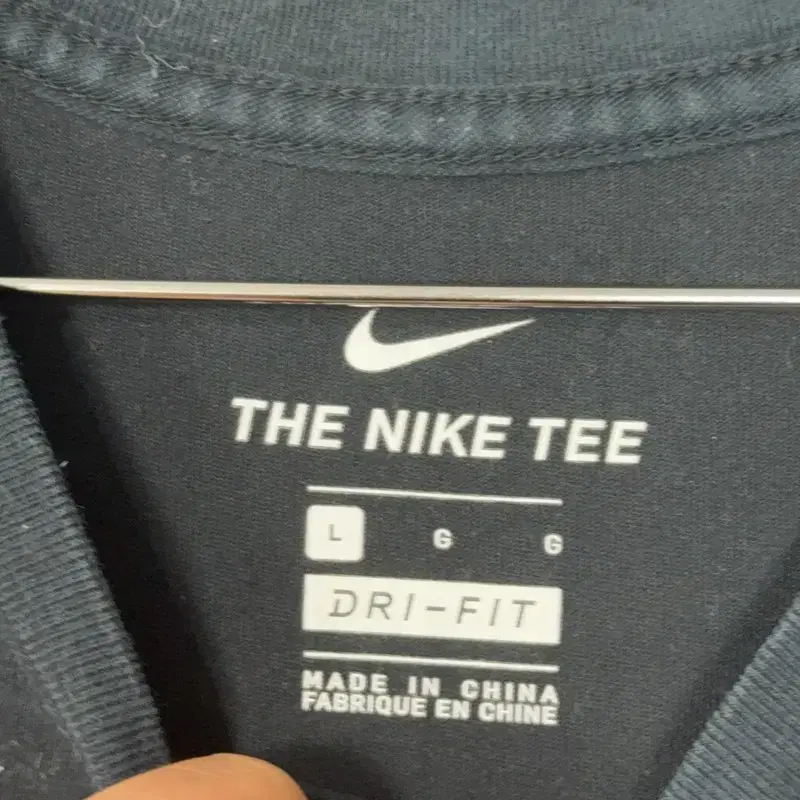 THE NIKE TEE
L G G
DRI-FIT
MADE IN CHINA
FABRIQUE EN CHINE